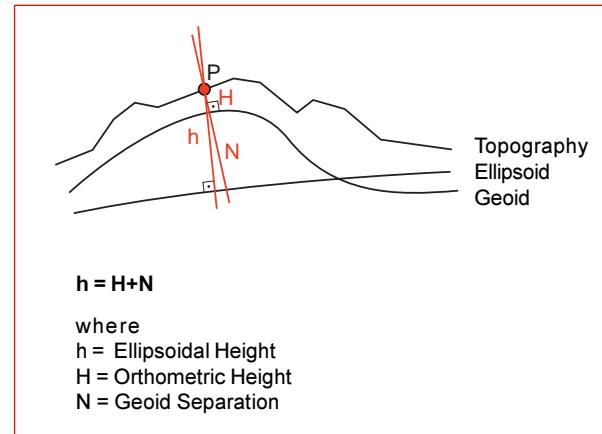 P
H
h
N
Topography
Ellipsoid
Geoid
h = H+N
where
h = Ellipsoidal Height
H = Orthometric Height
N = Geoid Separation